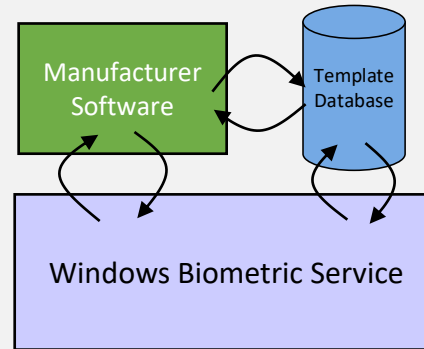 Manufacturer
Software
Template
Database
Windows Biometric Service